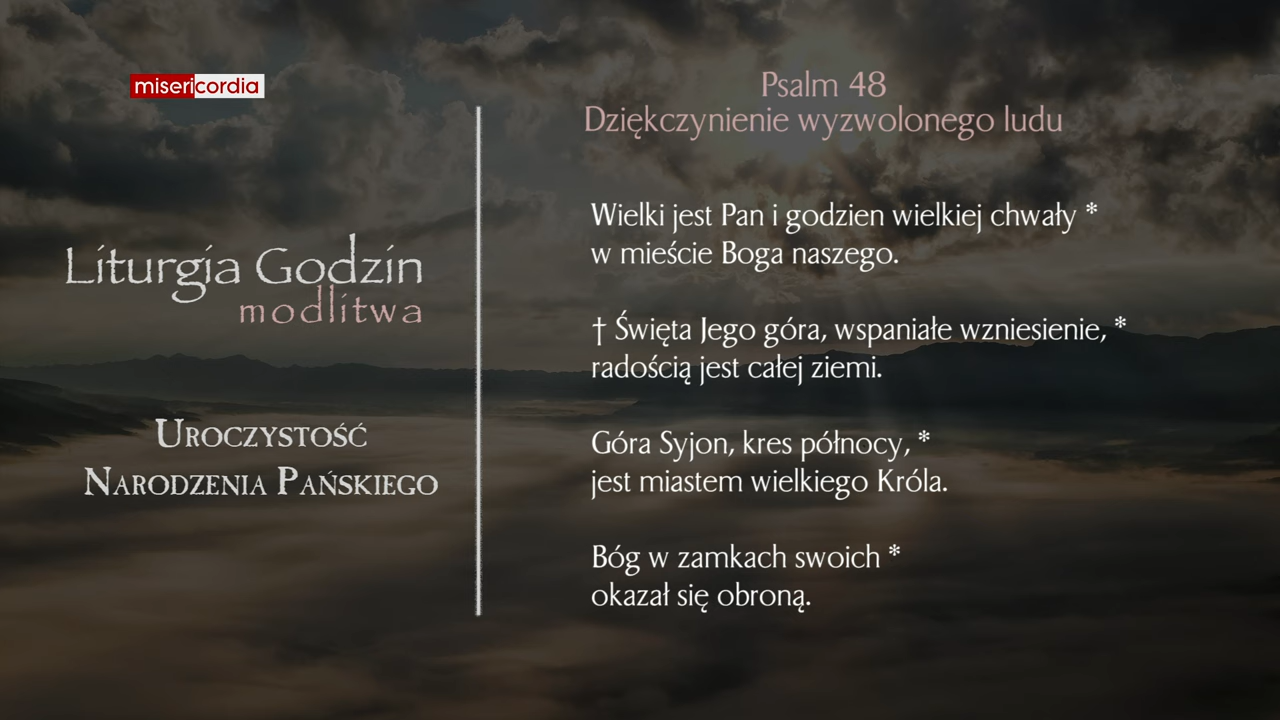 misericordia
Liturgia Godzin
modlitwa
Uroczystość
Narodzenia Pańskiego
Psalm 48
Dziękczynienie wyzwolonego ludu
Wielki jest Pan i godzien wielkiej chwały *
w mieście Boga naszego.
† Święta Jego góra, wspaniałe wzniesienie, *
radością jest całej ziemi.
Góra Syjon, kres północy, *
jest miastem wielkiego Króla.
Bóg w zamkach swoich *
okazał się obroną.